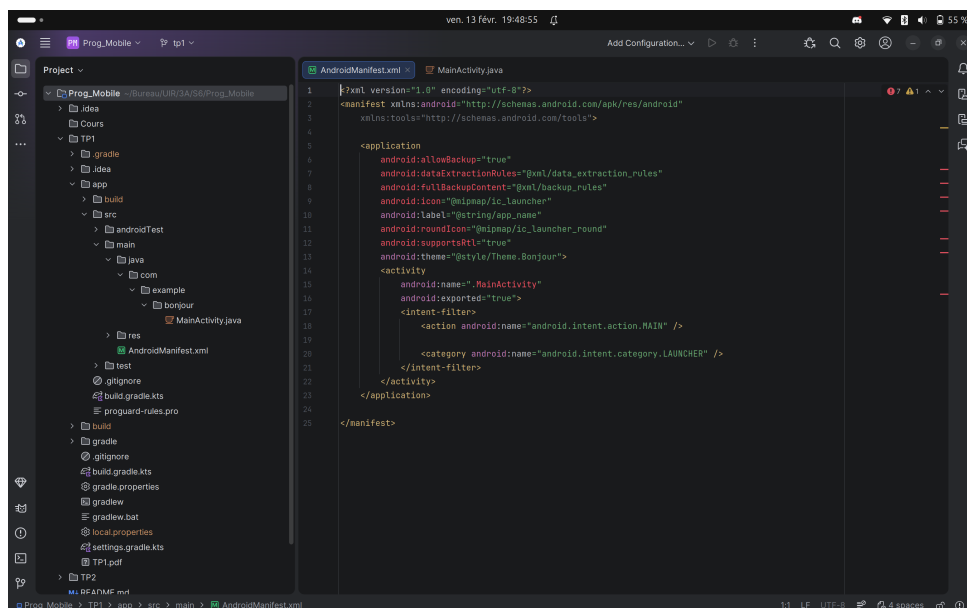 ven. 13 févr. 19:48:55
55 %
PM Prog_Mobile
tp1
Add Configuration...
Project
AndroidManifest.xml
MainActivity.java
Prog_Mobile ~/Bureau/UIR/3A/S6/Prog_Mobile
.idea
Cours
TP1
.gradle
.idea
app
build
src
androidTest
main
java
com
example
bonjour
MainActivity.java
res
AndroidManifest.xml
test
.gitignore
build.gradle.kts
proguard-rules.pro
build
gradle
.gitignore
build.gradle.kts
gradle.properties
gradlew
gradlew.bat
local.properties
settings.gradle.kts
TP1.pdf
TP2
README.md
7 1
1 <?xml version="1.0" encoding="utf-8"?>
2 <manifest xmlns:android="http://schemas.android.com/apk/res/android"
3 xmlns:tools="http://schemas.android.com/tools">
4
5 <application
6 android:allowBackup="true"
7 android:dataExtractionRules="@xml/data_extraction_rules"
8 android:fullBackupContent="@xml/backup_rules"
9 android:icon="@mipmap/ic_launcher"
10 android:label="@string/app_name"
11 android:roundIcon="@mipmap/ic_launcher_round"
12 android:supportsRtl="true"
13 android:theme="@style/Theme.Bonjour">
14 <activity
15 android:name=".MainActivity"
16 android:exported="true">
17 <intent-filter>
18 <action android:name="android.intent.action.MAIN" />
19
20 <category android:name="android.intent.category.LAUNCHER" />
21 </intent-filter>
22 </activity>
23 </application>
24
25 </manifest>
Prog_Mobile > TP1 > app > src > main > AndroidManifest.xml
1:1 LF UTF-8 4 spaces